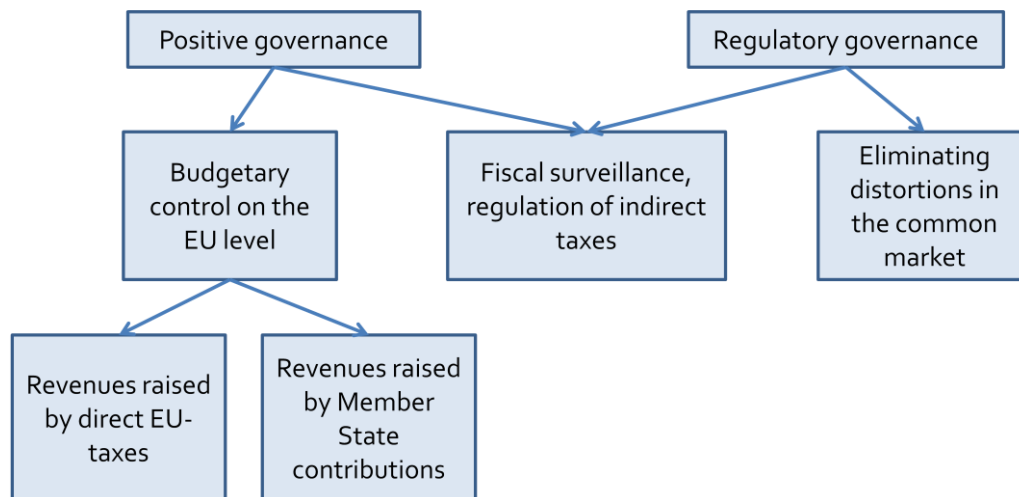 Positive governance
Regulatory governance
Budgetary
control on the
EU level
Fiscal surveillance,
regulation of indirect
taxes
Eliminating
distortions in
the common
market
Revenues raised
by direct EU-
taxes
Revenues raised
by Member
State
contributions